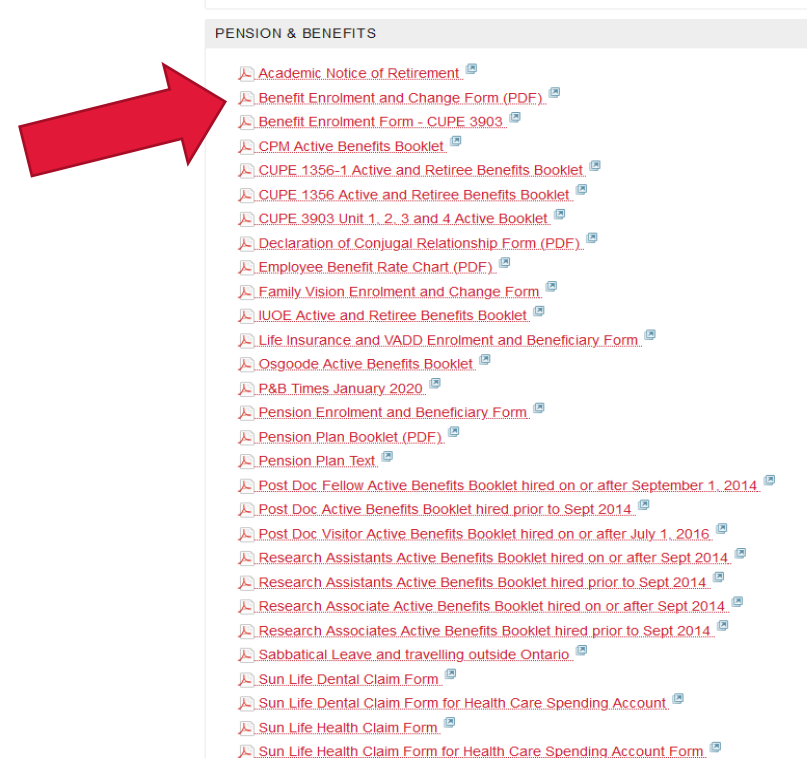 PENSION & BENEFITS
Academic Notice of Retirement
Benefit Enrolment and Change Form (PDF)
Benefit Enrolment Form - CUPE 3903
CPM Active Benefits Booklet
CUPE 1356-1 Active and Retiree Benefits Booklet
CUPE 1356 Active and Retiree Benefits Booklet
CUPE 3903 Unit 1, 2, 3 and 4 Active Booklet
Declaration of Conjugal Relationship Form (PDF)
Employee Benefit Rate Chart (PDF)
Family Vision Enrolment and Change Form
IUOE Active and Retiree Benefits Booklet
Life Insurance and VADD Enrolment and Beneficiary Form
Osgoode Active Benefits Booklet
P&B Times January 2020
Pension Enrolment and Beneficiary Form
Pension Plan Booklet (PDF)
Pension Plan Text
Post Doc Fellow Active Benefits Booklet hired on or after September 1, 2014
Post Doc Active Benefits Booklet hired prior to Sept 2014
Post Doc Visitor Active Benefits Booklet hired on or after July 1, 2016
Research Assistants Active Benefits Booklet hired on or after Sept 2014
Research Assistants Active Benefits Booklet hired prior to Sept 2014
Research Associate Active Benefits Booklet hired on or after Sept 2014
Research Associates Active Benefits Booklet hired prior to Sept 2014
Sabbatical Leave and travelling outside Ontario
Sun Life Dental Claim Form
Sun Life Dental Claim Form for Health Care Spending Account
Sun Life Health Claim Form
Sun Life Health Claim Form for Health Care Spending Account Form